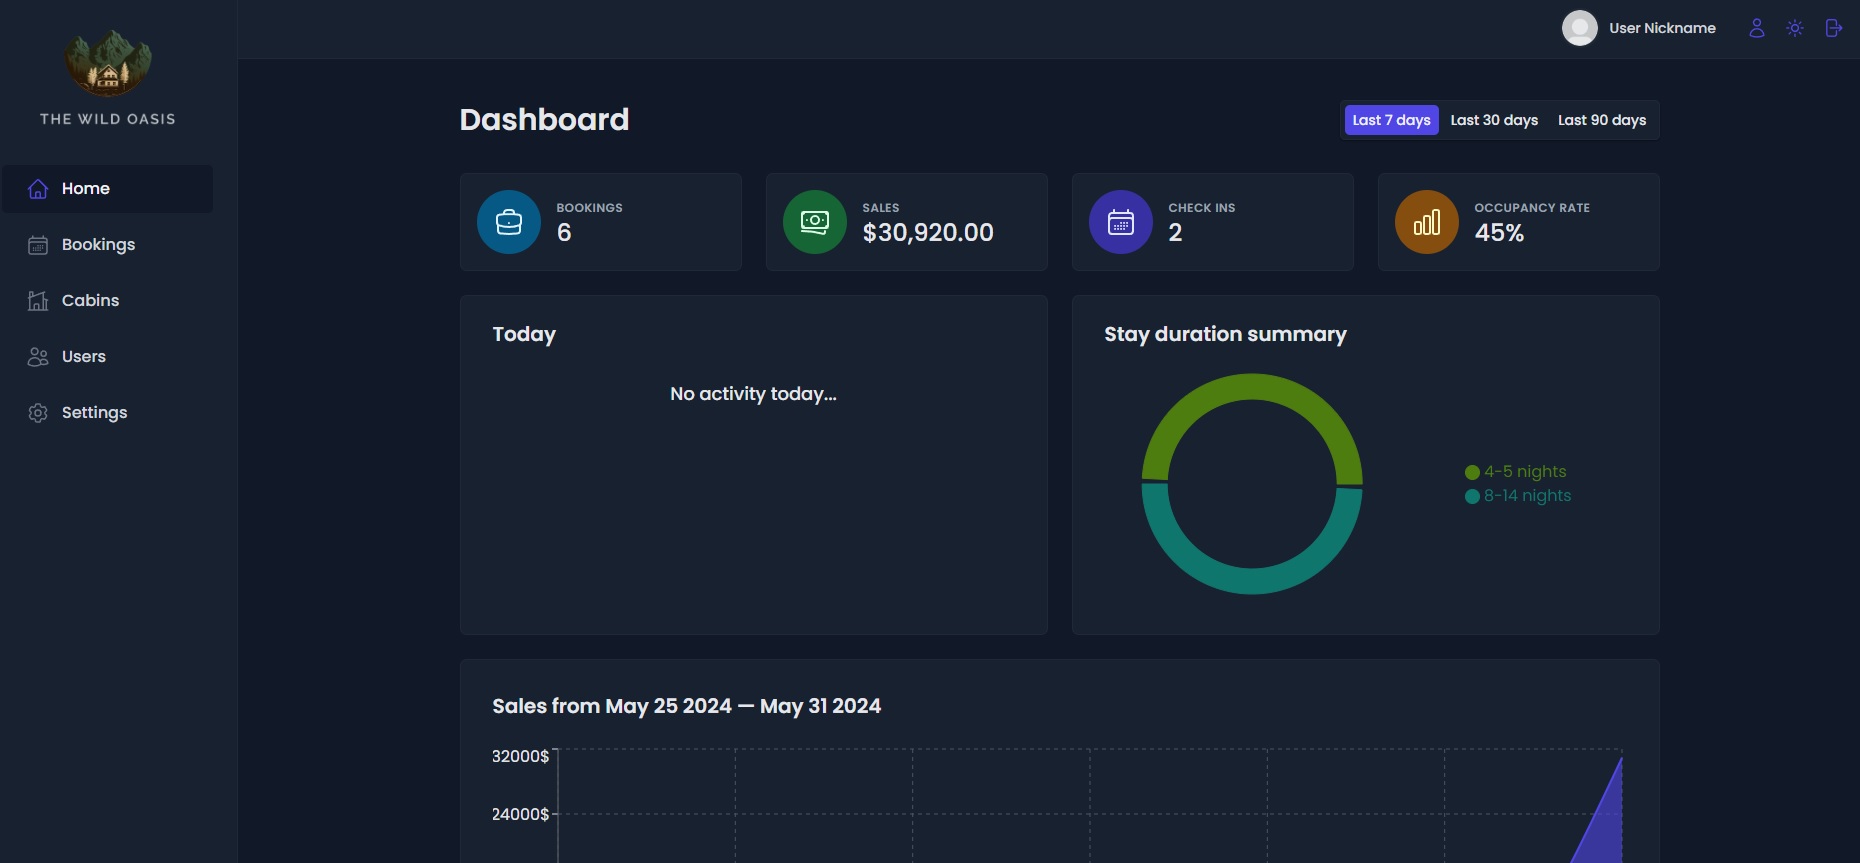 THE WILD OASIS
Home
Bookings
Cabins
Users
Settings
User Nickname
Dashboard
Last 7 days Last 30 days Last 90 days
BOOKINGS
6
SALES
$30,920.00
CHECK INS
2
OCCUPANCY RATE
45%
Today
No activity today...
Stay duration summary
4-5 nights
8-14 nights
Sales from May 25 2024 — May 31 2024
32000$
24000$